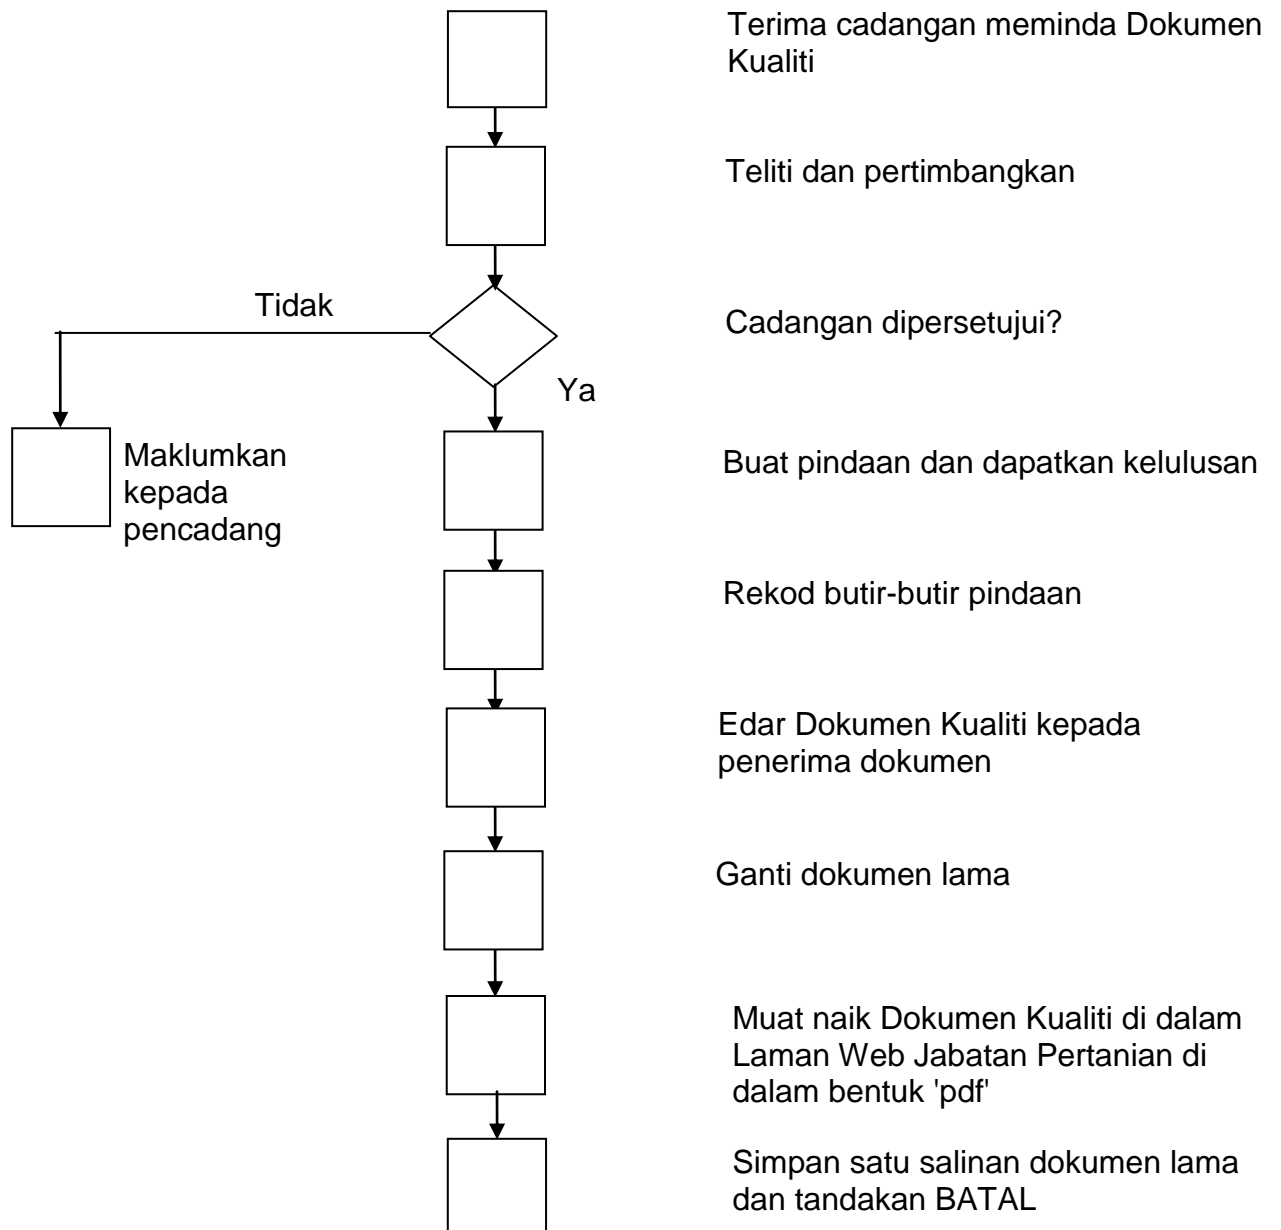 Terima cadangan meminda Dokumen
Kualiti
Teliti dan pertimbangkan
Tidak
Cadangan dipersetujui?
Ya
Maklumkan
kepada
pencadang
Buat pindaan dan dapatkan kelulusan
Rekod butir-butir pindaan
Edar Dokumen Kualiti kepada
penerima dokumen
Ganti dokumen lama
Muat naik Dokumen Kualiti di dalam
Laman Web Jabatan Pertanian di
dalam bentuk 'pdf'
Simpan satu salinan dokumen lama
dan tandakan BATAL